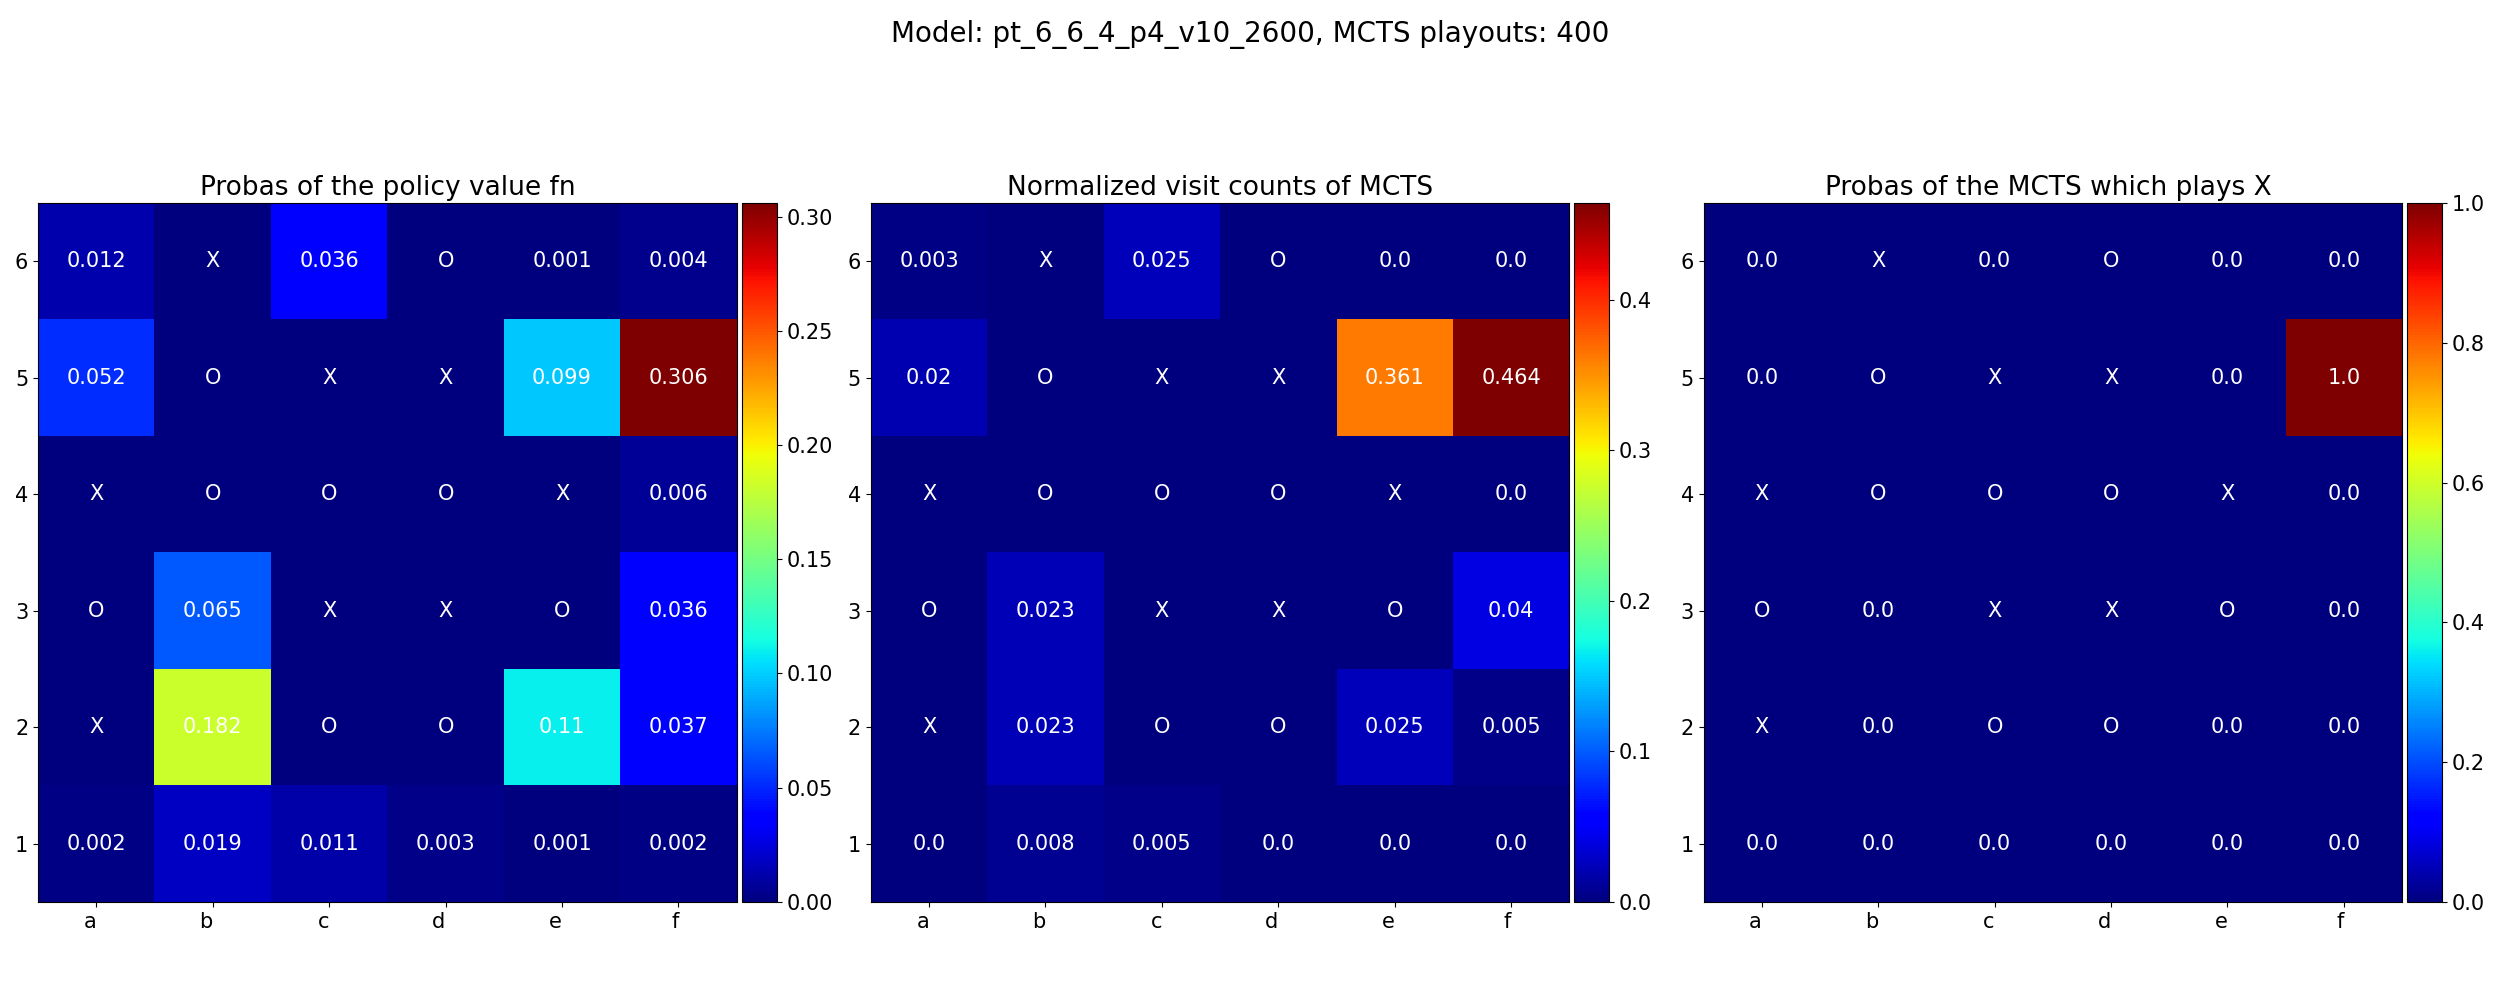 Model: pt_6_6_4_p4_v10_2600, MCTS playouts: 400
Probas of the policy value fn
6 0.012 X 0.036 O 0.001 0.004
5 0.052 O X X 0.099 0.306
4 X O O O X 0.006
3 O 0.065 X X O 0.036
2 X 0.182 O O 0.11 0.037
1 0.002 0.019 0.011 0.003 0.001 0.002
a b c d e f
0.30
0.25
0.20
0.15
0.10
0.05
0.00
Normalized visit counts of MCTS
6 0.003 X 0.025 O 0.0 0.0
5 0.02 O X X 0.361 0.464
4 X O O O X 0.0
3 O 0.023 X X O 0.04
2 X 0.023 O O 0.025 0.005
1 0.0 0.008 0.005 0.0 0.0 0.0
a b c d e f
0.4
0.3
0.2
0.1
0.0
Probas of the MCTS which plays X
6 0.0 X 0.0 O 0.0 0.0
5 0.0 O X X 0.0 1.0
4 X O O O X 0.0
3 O 0.0 X X O 0.0
2 X 0.0 O O 0.0 0.0
1 0.0 0.0 0.0 0.0 0.0 0.0
a b c d e f
1.0
0.8
0.6
0.4
0.2
0.0